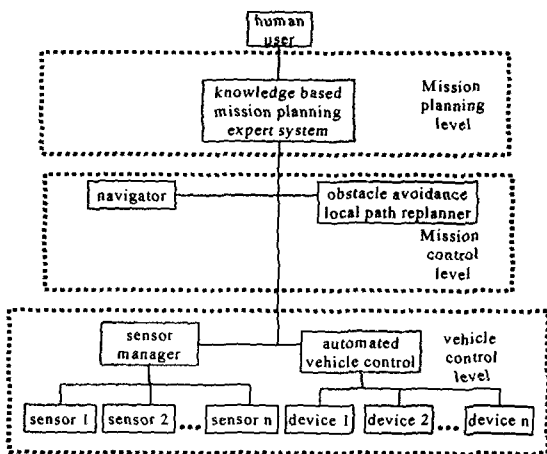 human
user
knowledge based
mission planning
expert system
Mission
planning
level
navigator
obstacle avoidance
local path replanner
Mission
control
level
sensor
manager
automated
vehicle control
vehicle
control
level
sensor 1
sensor 2
...
sensor n
device 1
device 2
...
device n